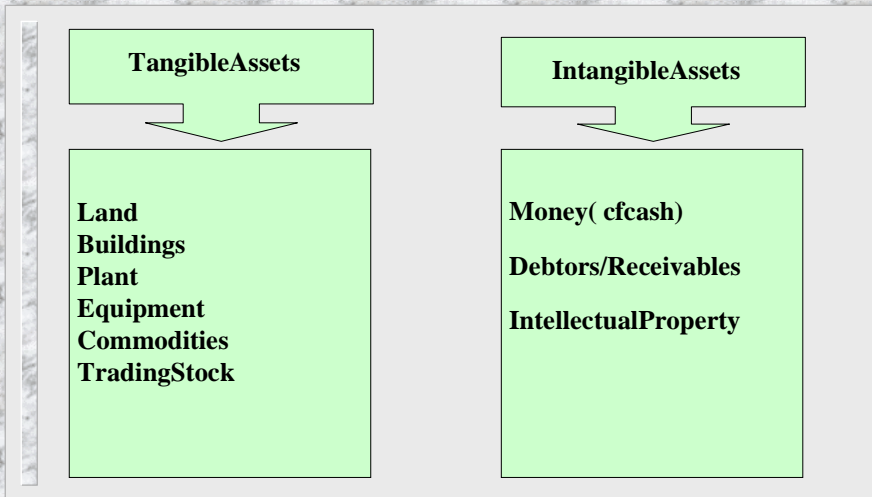 TangibleAssets
Land
Buildings
Plant
Equipment
Commodities
TradingStock
IntangibleAssets
Money( cfcash)
Debtors/Receivables
IntellectualProperty